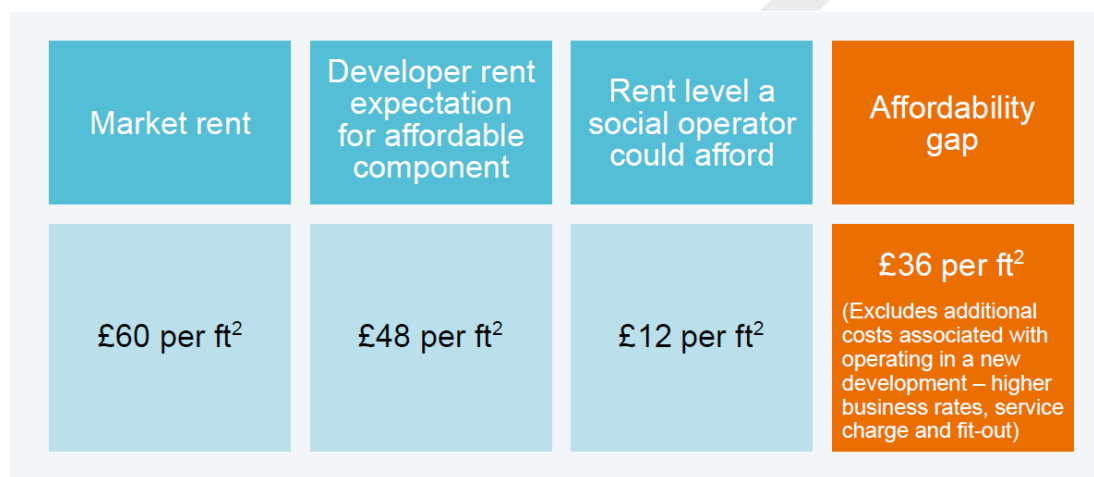 Market rent
Developer rent
expectation
for affordable
component
Rent level a
social operator
could afford
Affordability
gap
£60 per ft²
£48 per ft²
£12 per ft²
£36 per ft²
(Excludes additional
costs associated with
operating in a new
development – higher
business rates, service
charge and fit-out)